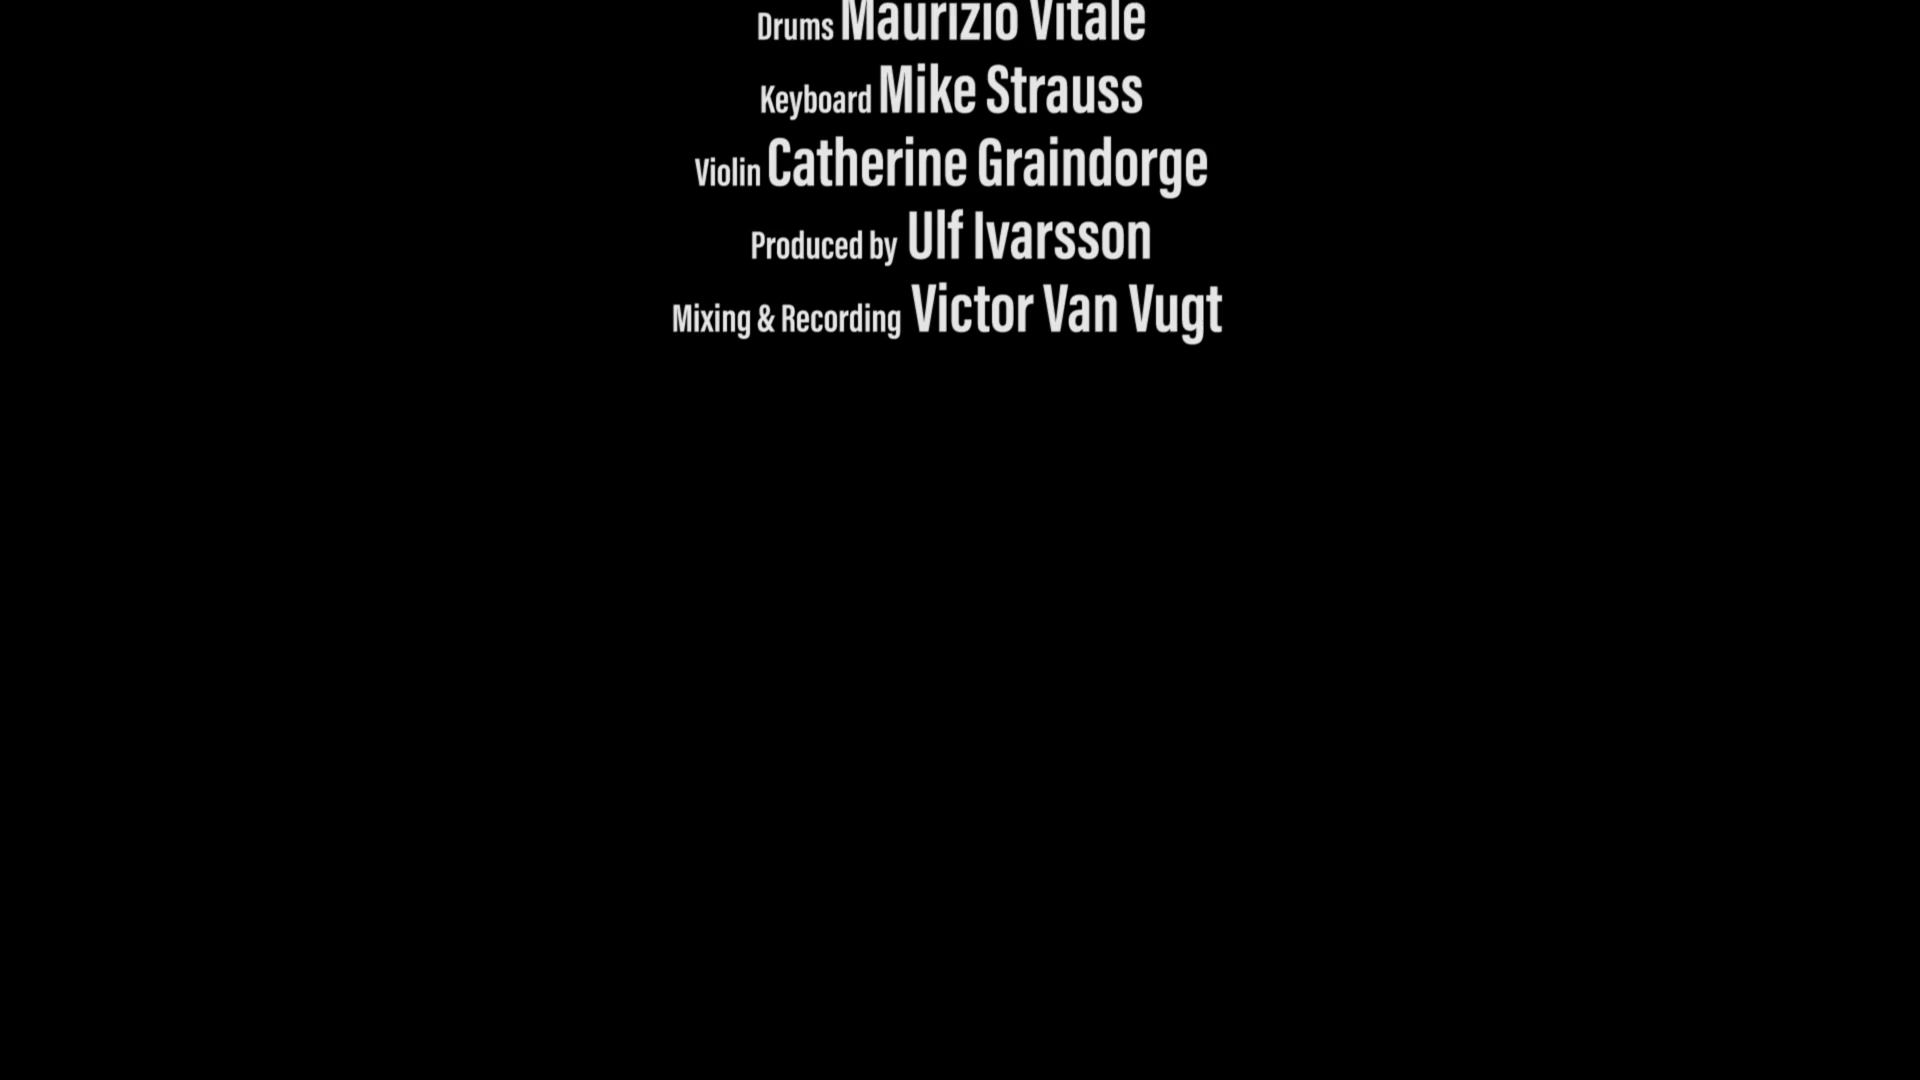 Drums Maurizio Vitale
Keyboard Mike Strauss
Violin Catherine Graindorge
Produced by Ulf Ivarsson
Mixing & Recording Victor Van Vugt